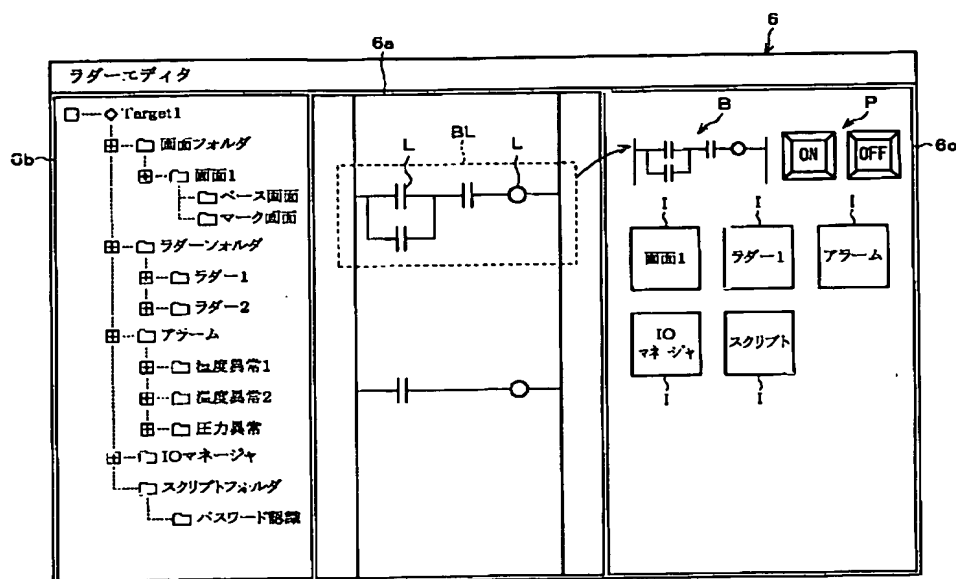 6
6a
ラダーエディタ
Target1
画面フォルダ
画面1
ベース画面
マーク画面
ラダーフォルダ
ラダー1
ラダー2
アラーム
温度異常1
温度異常2
圧力異常
IOマネージャ
スクリプトフォルダ
パスワード認識
6b
L
BL
L
B
P
ON
OFF
6c
I
I
I
画面1
ラダー1
アラーム
IO
マネージャ
スクリプト
I
I